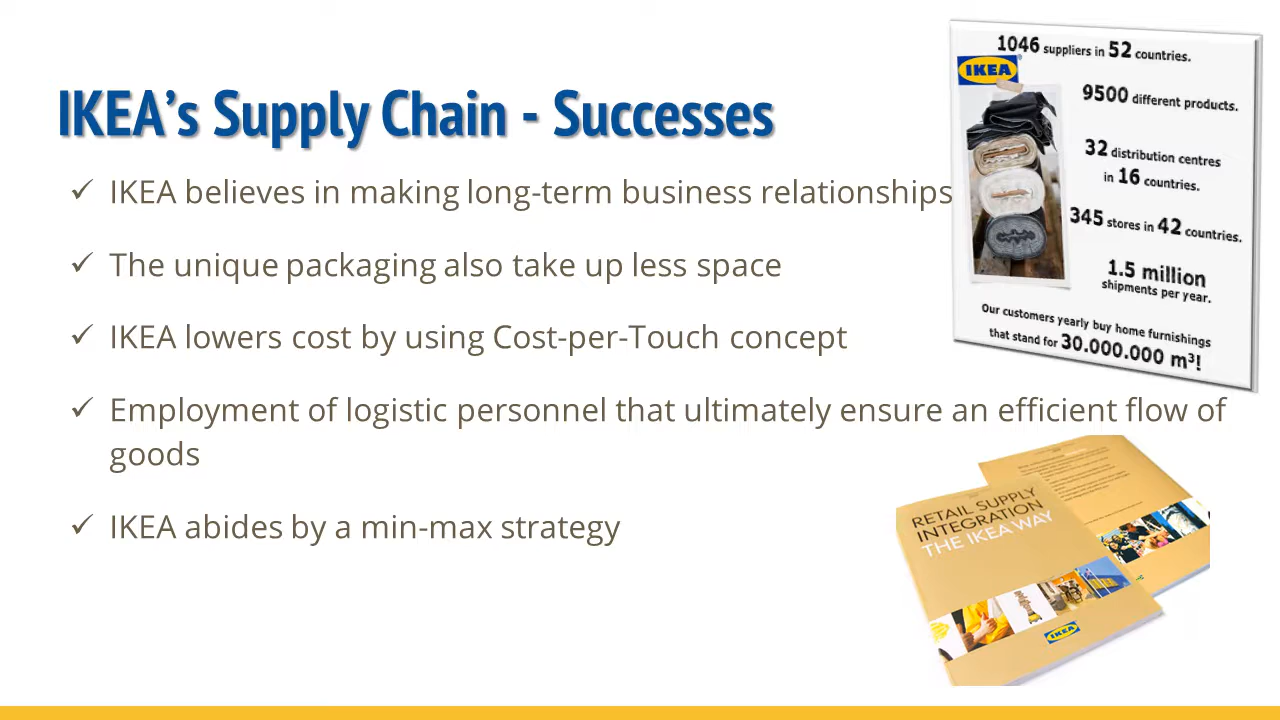 IKEA's Supply Chain - Successes
✓ IKEA believes in making long-term business relationships
✓ The unique packaging also take up less space
✓ IKEA lowers cost by using Cost-per-Touch concept
✓ Employment of logistic personnel that ultimately ensure an efficient flow of
goods
✓ IKEA abides by a min-max strategy
1046 suppliers in 52 countries.
IKEA
9500 different products.
32 distribution centres
in 16 countries.
345 stores in 42 countries.
1.5 million
shipments per year.
Our customers yearly buy home furnishings
that stand for 30.000.000 m³!
RETAIL SUPPLY
INTEGRATION
THE IKEA WAY
IKEA